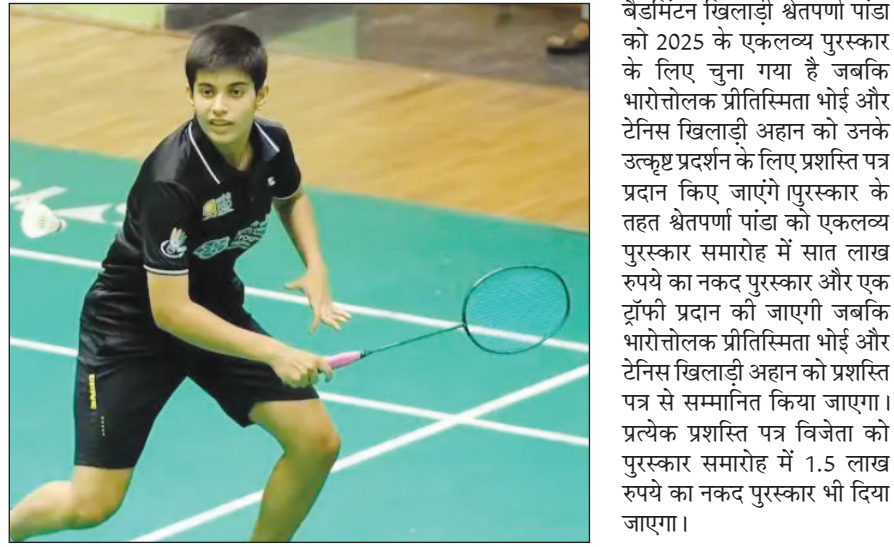 बैडमिंटन खिलाड़ी श्वेतपर्णा पांडा
को 2025 के एकलव्य पुरस्कार
के लिए चुना गया है जबकि
भारोत्तोलक प्रीतिस्मिता भोई और
टेनिस खिलाड़ी अहान को उनके
उत्कृष्ट प्रदर्शन के लिए प्रशस्ति पत्र
प्रदान किए जाएंगे।पुरस्कार के
तहत श्वेतपर्णा पांडा को एकलव्य
पुरस्कार समारोह में सात लाख
रुपये का नकद पुरस्कार और एक
ट्रॉफी प्रदान की जाएगी जबकि
भारोत्तोलक प्रीतिस्मिता भोई और
टेनिस खिलाड़ी अहान को प्रशस्ति
पत्र से सम्मानित किया जाएगा।
प्रत्येक प्रशस्ति पत्र विजेता को
पुरस्कार समारोह में 1.5 लाख
रुपये का नकद पुरस्कार भी दिया
जाएगा।